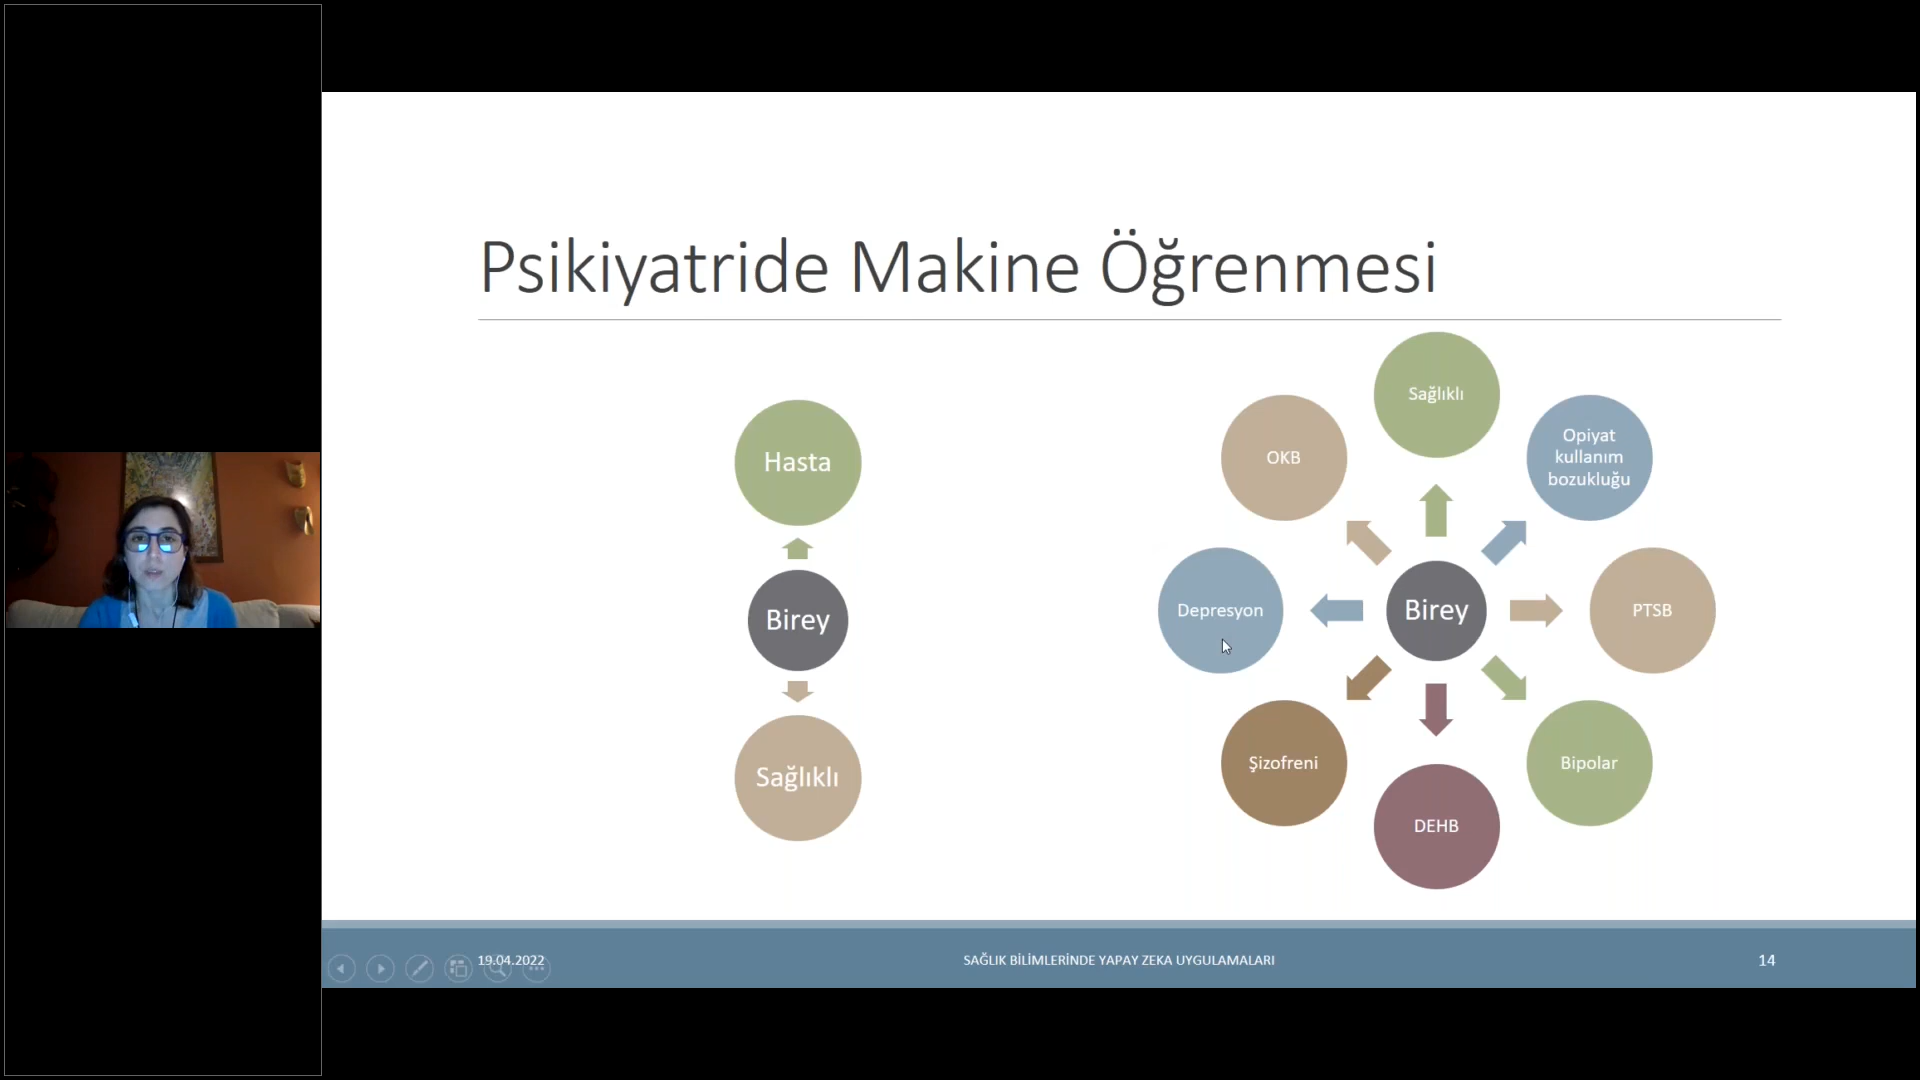 Psikiyatride Makine Öğrenmesi
Hasta
Birey
Sağlıklı
Sağlıklı
Opiyat
kullanım
bozukluğu
PTSB
Bipolar
DEHB
Şizofreni
Depresyon
OKB
Birey
19.04.2022
SAĞLIK BİLİMLERİNDE YAPAY ZEKA UYGULAMALARI
14